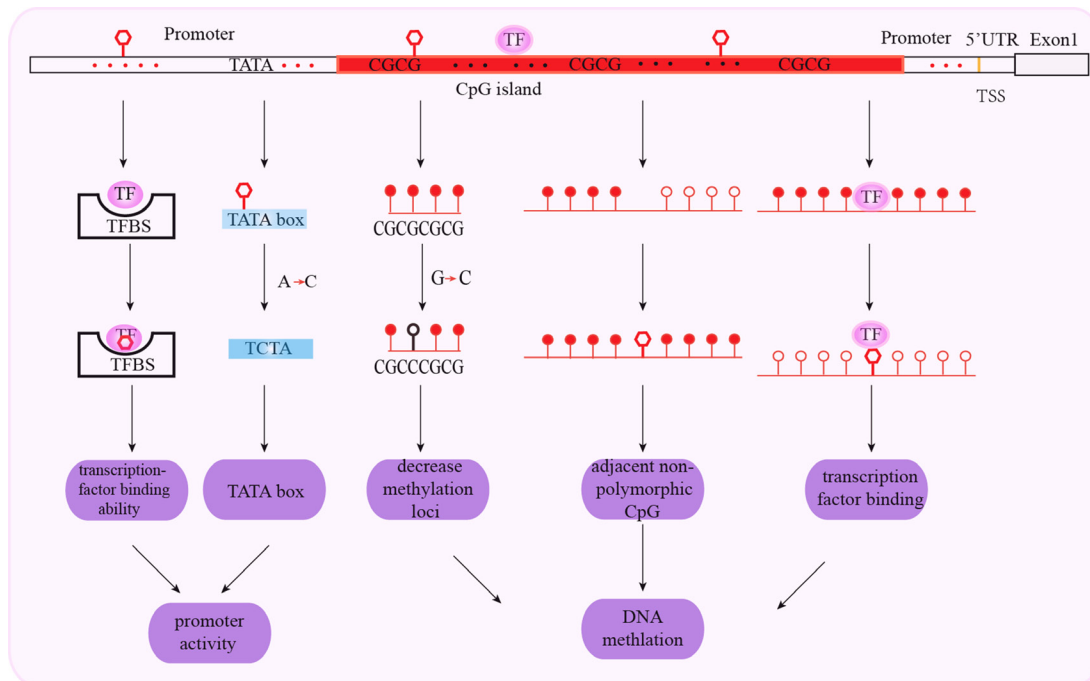 Promoter
TF
Promoter
5’UTR
Exon1
TATA
CGCG
CGCG
CGCG
CpG island
TSS
TF
TFBS
TATA box
CGCGCGCG
TF
A→C
G→C
TF
TFBS
TCTA
CGCCCGCG
TF
transcription-
factor binding
ability
TATA box
decrease
methylation
loci
adjacent non-
polymorphic
CpG
transcription
factor binding
promoter
activity
DNA
methlation